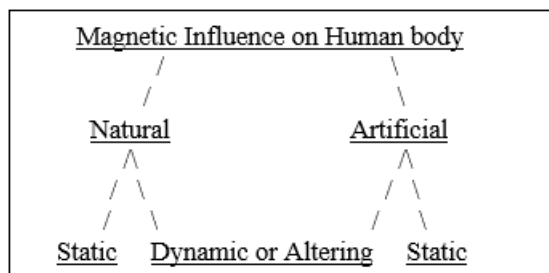 Magnetic Influence on Human body
Natural Artificial
Static Dynamic or Altering Static